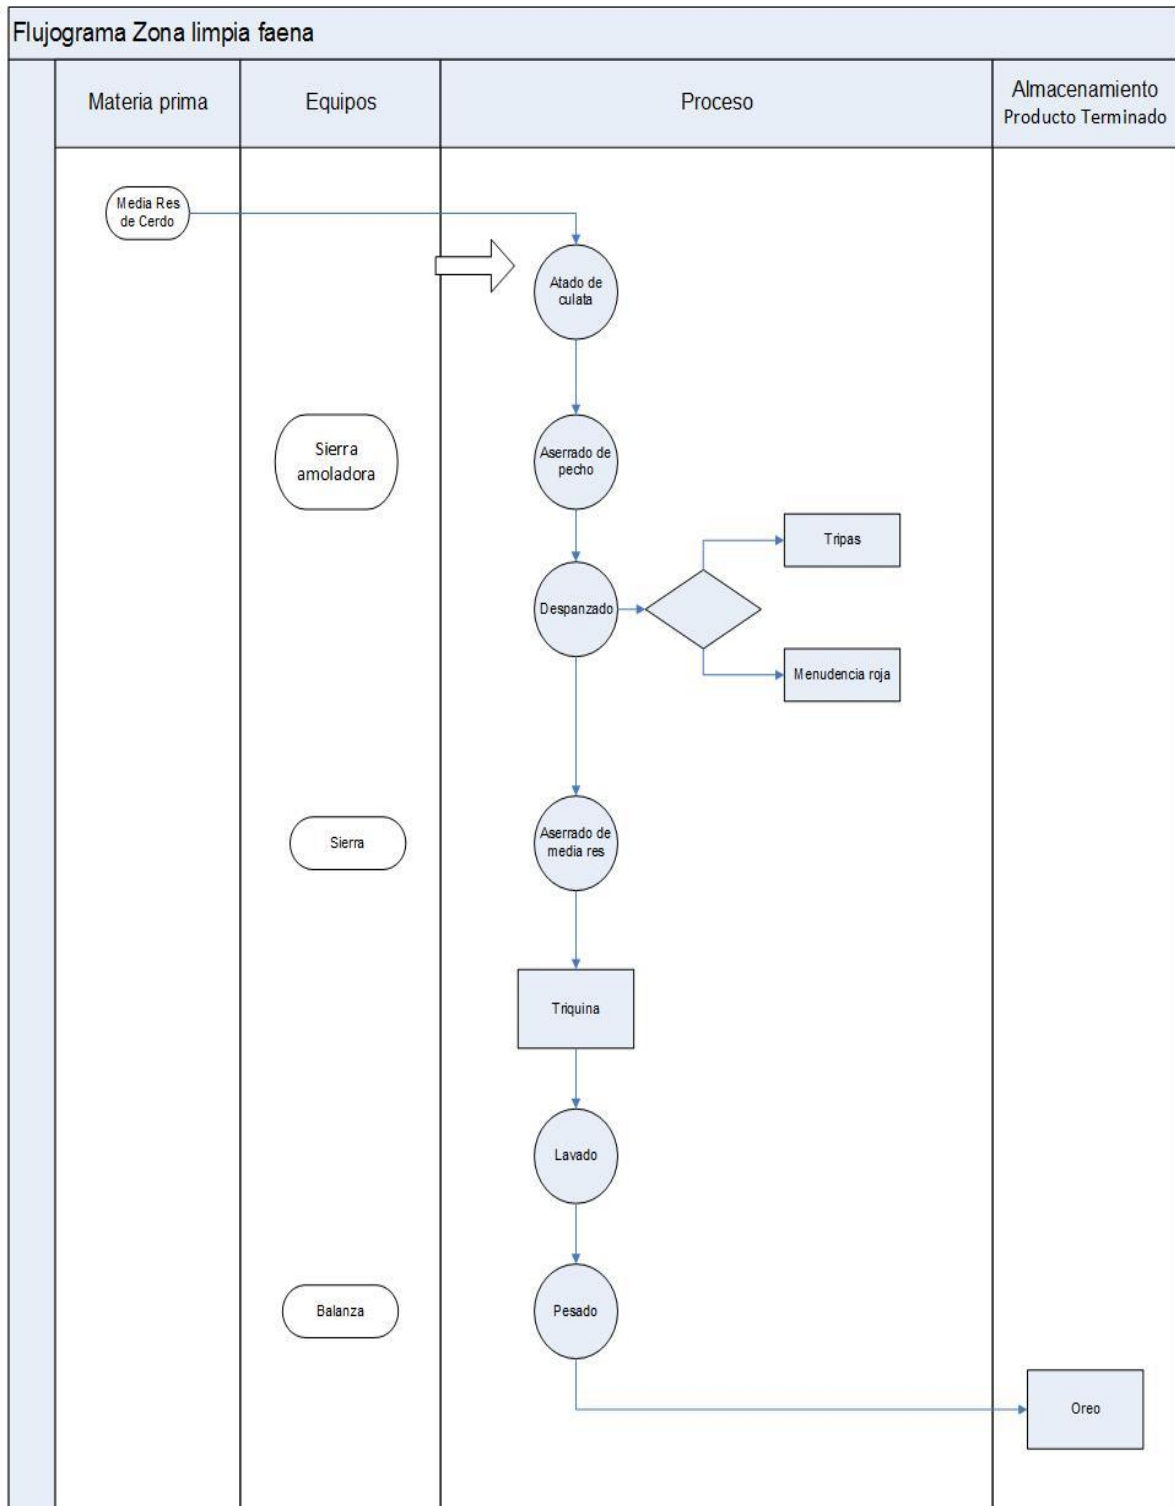 Flujograma Zona limpia faena
Materia prima
Equipos
Proceso
Almacenamiento
Producto Terminado
Media Res
de Cerdo
Atado de
culata
Sierra
amoladora
Aserrado de
pecho
Tripas
Despanzado
Menudencia roja
Sierra
Aserrado de
media res
Triquina
Lavado
Balanza
Pesado
Oreo